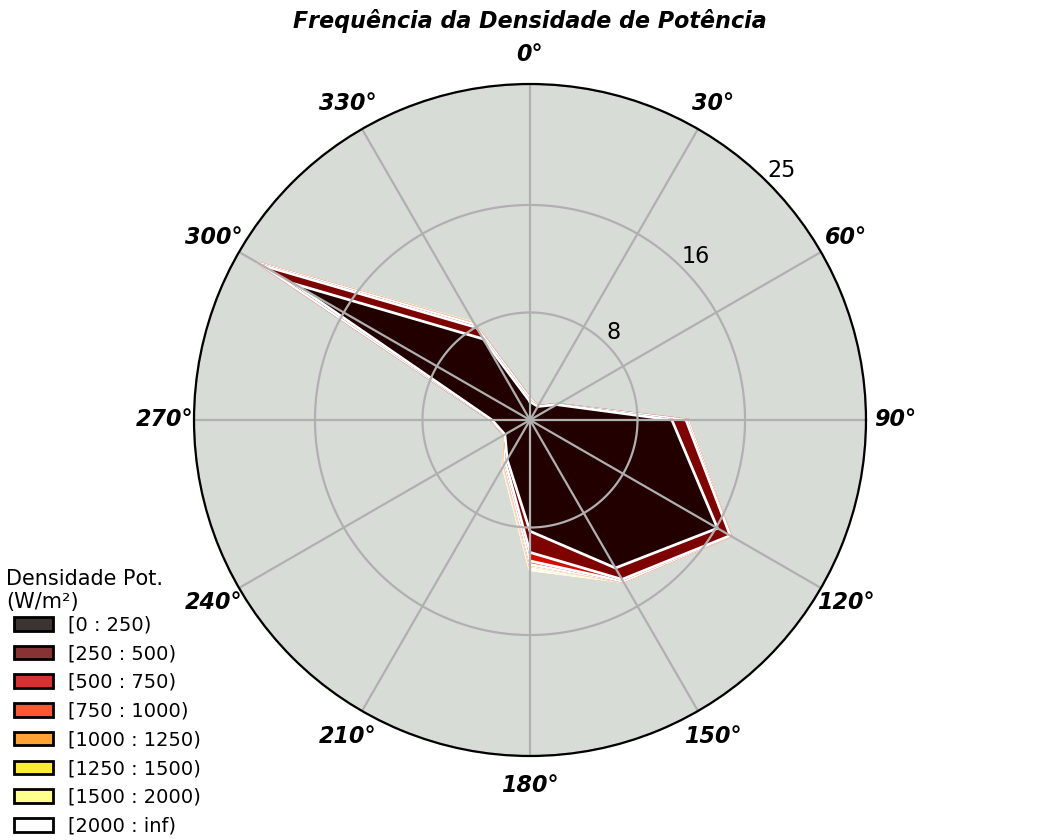 Frequência da Densidade de Potência
0°
330°
30°
25
300°
60°
16
8
270°
90°
240°
120°
210°
150°
180°
Densidade Pot.
(W/m²)
[0 : 250)
[250 : 500)
[500 : 750)
[750 : 1000)
[1000 : 1250)
[1250 : 1500)
[1500 : 2000)
[2000 : inf)